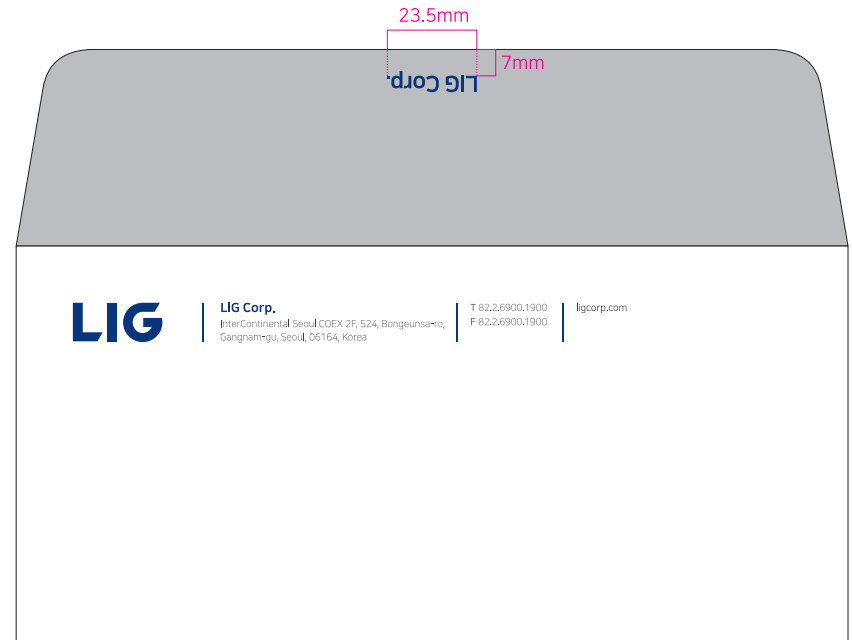 23.5mm
7mm
LIG Corp.
LIG
LIG Corp.
InterContinental Seoul COEX 2F, 524, Bongeunsa-ro,
Gangnam-gu, Seoul, 06164, Korea
T 82.2.6900.1900
F 82.2.6900.1900
ligcorp.com